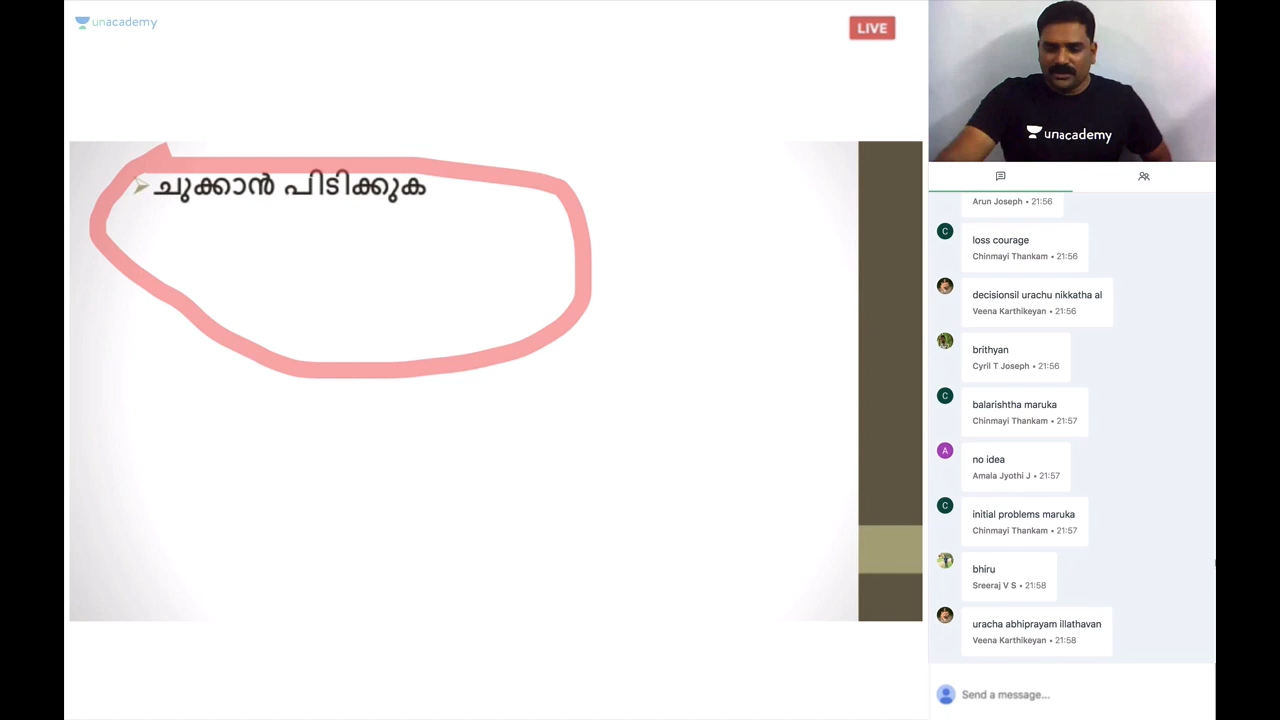 unacademy
LIVE
ചുക്കാൻ പിടിക്കുക
unacademy
Arun Joseph • 21:56
C
loss courage
Chinmayi Thankam • 21:56
decisionsil urachu nikkatha al
Veena Karthikeyan • 21:56
brithyan
Cyril T Joseph • 21:56
C
balarishtha maruka
Chinmayi Thankam • 21:57
A
no idea
Amala Jyothi J • 21:57
C
initial problems maruka
Chinmayi Thankam • 21:57
bhiru
Sreeraj V S • 21:58
uracha abhiprayam illathavan
Veena Karthikeyan • 21:58
Send a message...